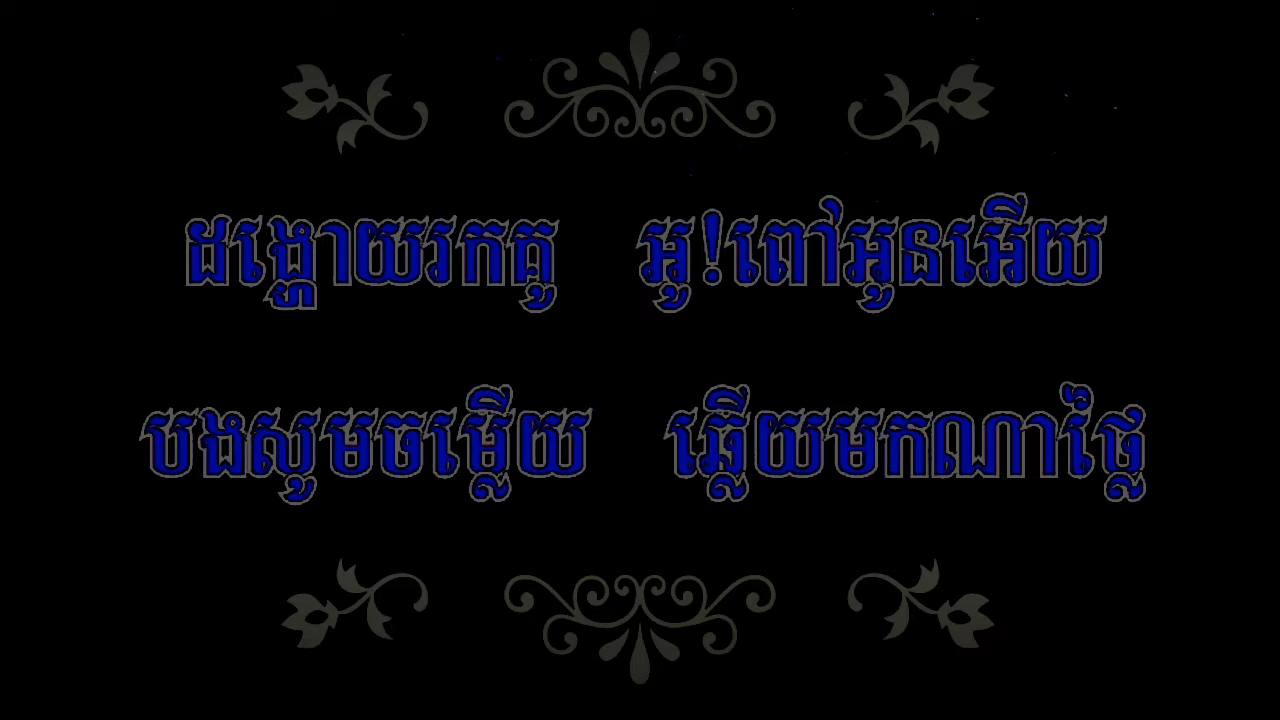 ដង្ហោយរកគូ អូ!ពៅអូនអើយ
បងសូមចម្លើយ ឆ្លើយមកណាថ្លៃ